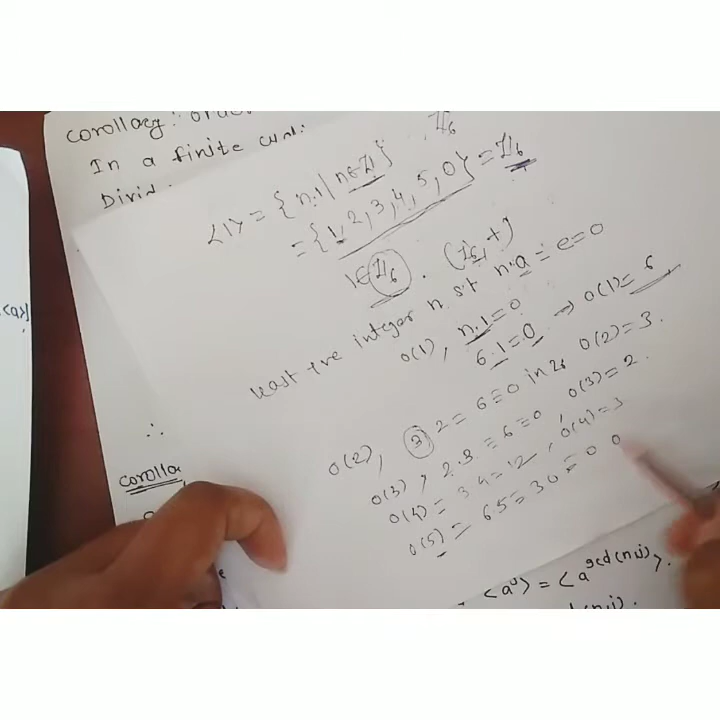 corollary: order
In a finite
Divid.
ℤ₆
<1> = { n.1 | n∈ℤ }
= {1, 2, 3, 4, 5, 0} = ℤ₆
1∈ℤ₆ . (ℤ₆, +)
least +ve integer n s.t n.a = e = 0
o(1), n.1 = 0
6.1 = 0 → o(1) = 6
o(2), 3 2 = 6 ≡ 0 in ℤ₆ o(2) = 3.
o(3), 2.3. ≡ 6 ≡ 0 o(3) = 2.
o(4) = 3 4 = 12, o(4) = 3
o(5) = 6 5 = 30 ≡ 0 o
∴
corolla
= <a^gcd(n,j)>.